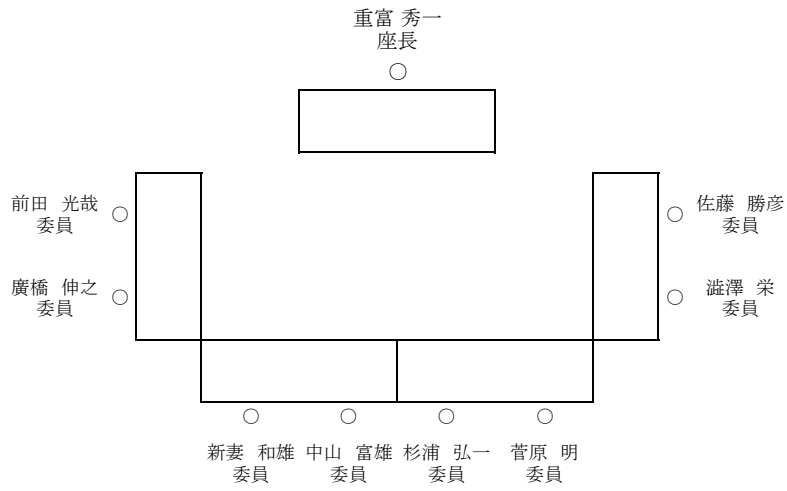 重富 秀一
座長
○
前田 光哉
委員
○
佐藤 勝彦
委員
○
廣橋 伸之
委員
○
澁澤 栄
委員
○
○ ○ ○ ○
新妻 和雄 中山 富雄 杉浦 弘一 菅原 明
委員 委員 委員 委員